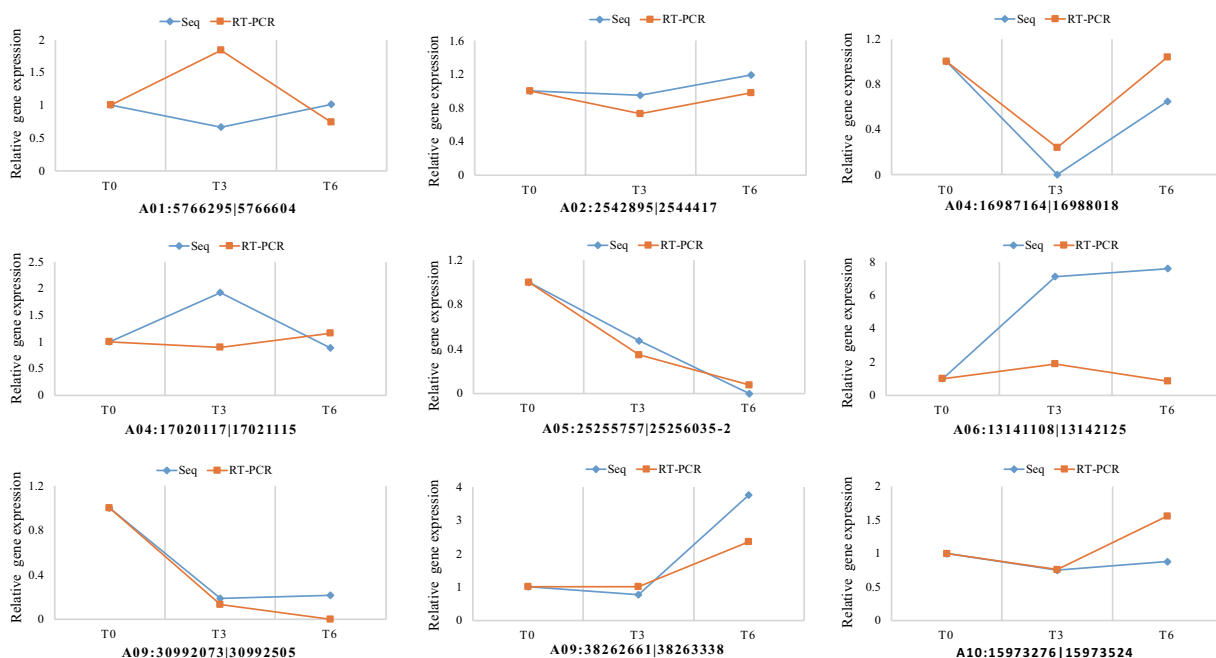 Seq RT-PCR
Relative gene expression
2
1.5
1
0.5
0
T0 T3 T6
A01:5766295|5766604
Seq RT-PCR
Relative gene expression
1.6
1.2
0.8
0.4
0
T0 T3 T6
A02:2542895|2544417
Seq RT-PCR
Relative gene expression
1.2
0.8
0.4
0
T0 T3 T6
A04:16987164|16988018
Seq RT-PCR
Relative gene expression
2.5
2
1.5
1
0.5
0
T0 T3 T6
A04:17020117|17021115
Seq RT-PCR
Relative gene expression
1.2
0.8
0.4
0
T0 T3 T6
A05:25255757|25256035-2
Seq RT-PCR
Relative gene expression
8
6
4
2
0
T0 T3 T6
A06:13141108|13142125
Seq RT-PCR
Relative gene expression
1.2
0.8
0.4
0
T0 T3 T6
A09:30992073|30992505
Seq RT-PCR
Relative gene expression
4
3
2
1
0
T0 T3 T6
A09:38262661|38263338
Seq RT-PCR
Relative gene expression
2
1.5
1
0.5
0
T0 T3 T6
A10:15973276|15973524